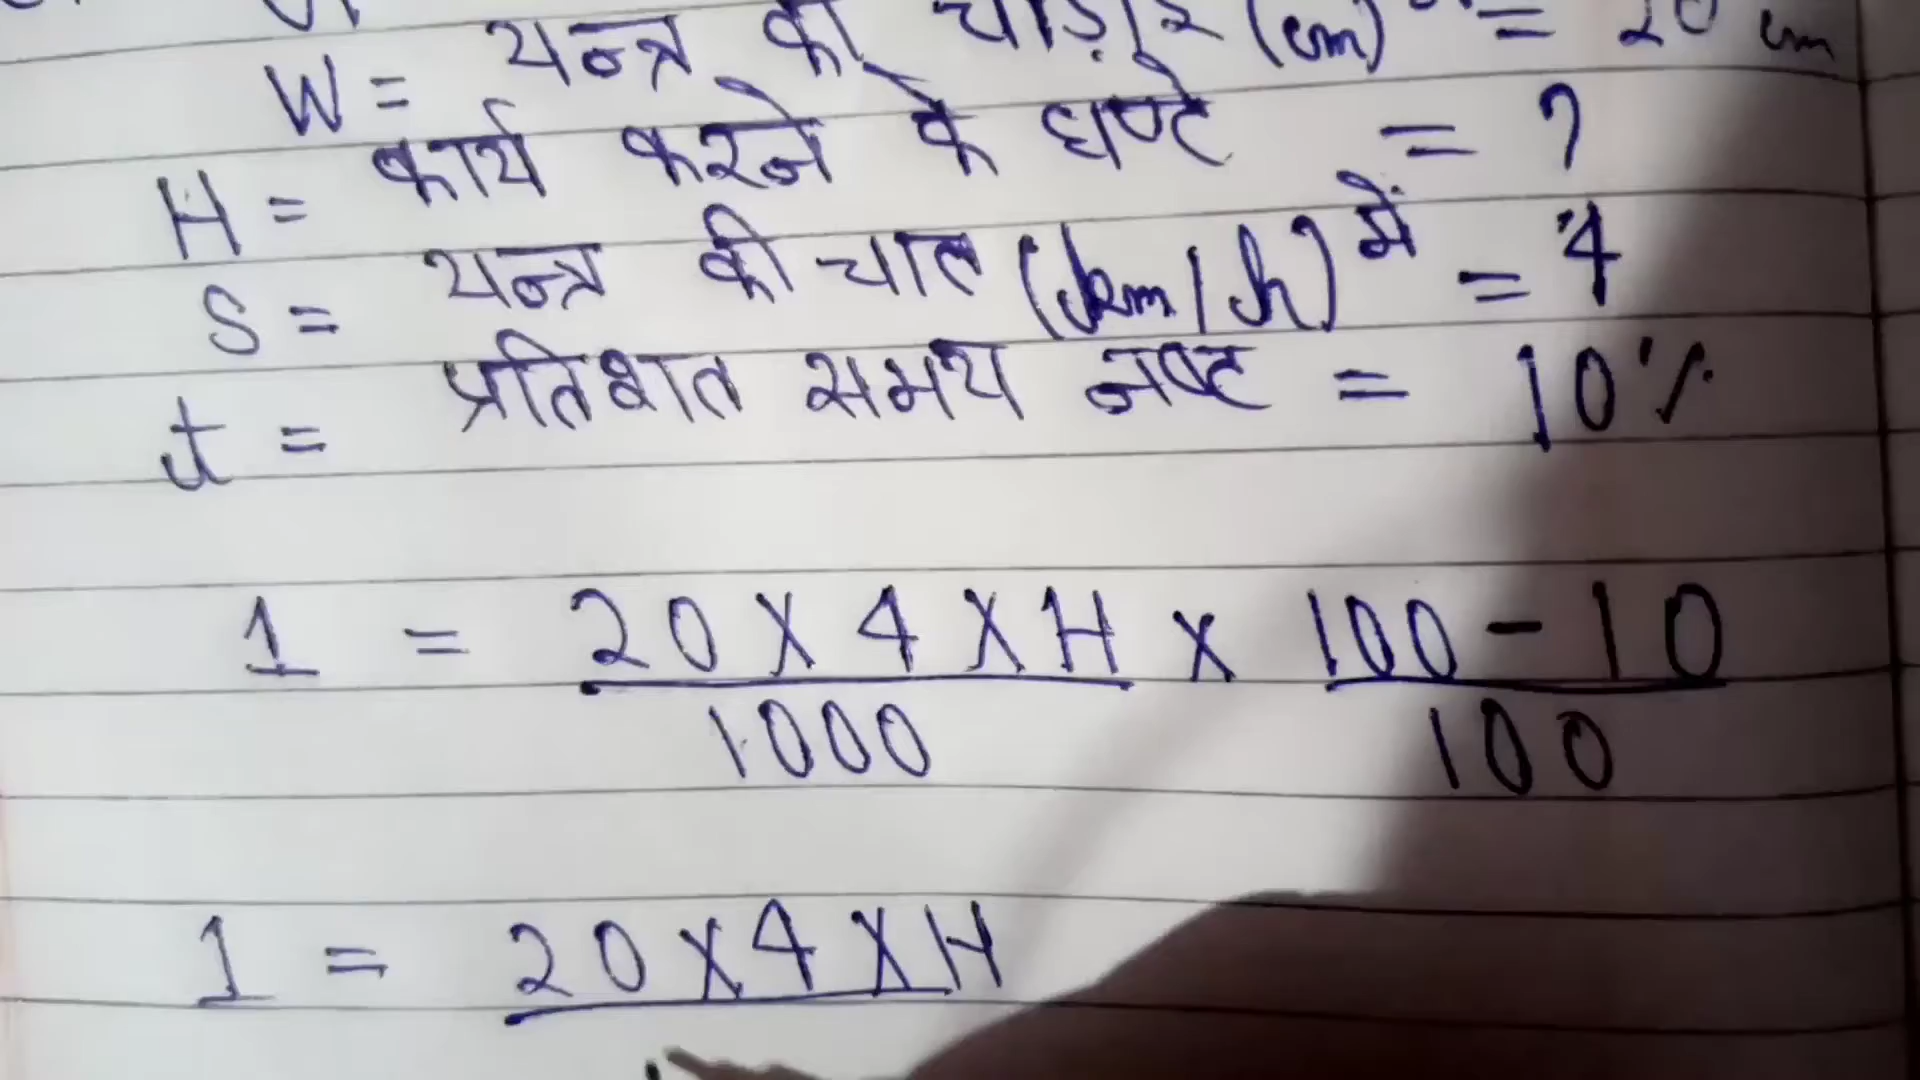 W = यन्त्र की चौड़ाई (cm) = 20 cm
H = कार्य करने के घण्टे = ?
S = यन्त्र की चाल (km/h) में = 4
t = प्रतिशत समय नष्ट = 10%
1 = 20 X 4 X H X 100 - 10
1000 100
1 = 20 X 4 X H